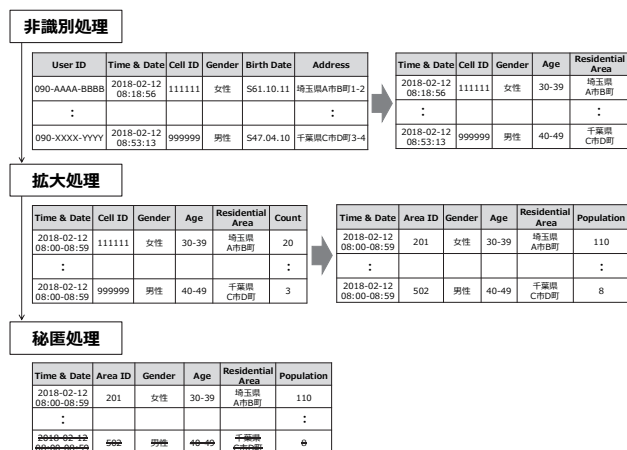 非識別処理
User ID Time & Date Cell ID Gender Birth Date Address
090-AAAA-BBBB 2018-02-12 08:18:56 111111 女性 S61.10.11 埼玉県A市B町1-2
: :
090-XXXX-YYYY 2018-02-12 08:53:13 999999 男性 S47.04.10 千葉県C市D町3-4
Time & Date Cell ID Gender Age Residential Area
2018-02-12 08:18:56 111111 女性 30-39 埼玉県 A市B町
: :
2018-02-12 08:53:13 999999 男性 40-49 千葉県 C市D町
拡大処理
Time & Date Cell ID Gender Age Residential Area Count
2018-02-12 08:00-08:59 111111 女性 30-39 埼玉県 A市B町 20
: :
2018-02-12 08:00-08:59 999999 男性 40-49 千葉県 C市D町 3
Time & Date Area ID Gender Age Residential Area Population
2018-02-12 08:00-08:59 201 女性 30-39 埼玉県 A市B町 110
: :
2018-02-12 08:00-08:59 502 男性 40-49 千葉県 C市D町 8
秘匿処理
Time & Date Area ID Gender Age Residential Area Population
2018-02-12 08:00-08:59 201 女性 30-39 埼玉県 A市B町 110
: :
2018-02-12 08:00-08:59 502 男性 40-49 千葉県 C市D町 8